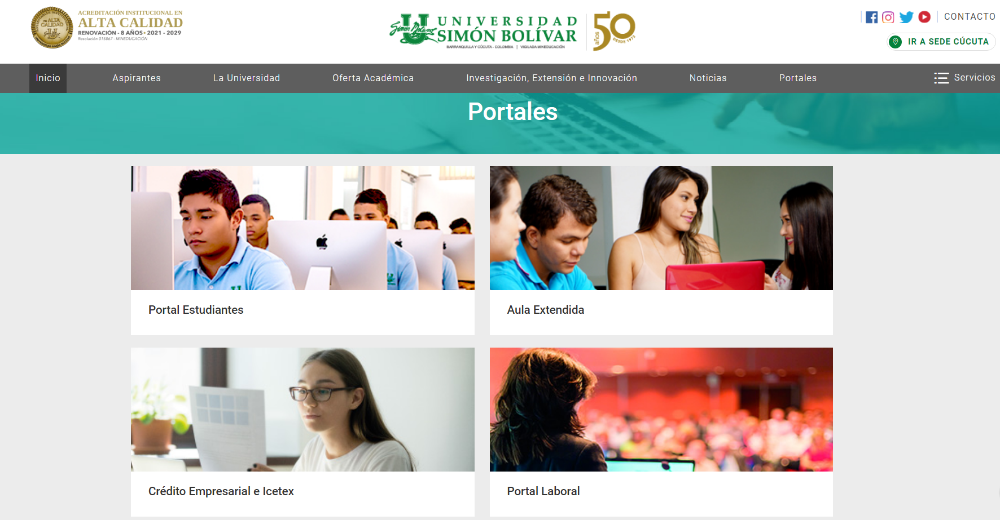 ACREDITACIÓN INSTITUCIONAL EN
ALTA CALIDAD
RENOVACIÓN - 8 AÑOS - 2021 - 2029
Resolución 015867 - MINEDUCACIÓN
UNIVERSIDAD
SIMÓN BOLÍVAR
BARRANQUILLA Y CÚCUTA - COLOMBIA | VIGILADA MINEDUCACIÓN
50
años
DESDE 1972
CONTACTO
IR A SEDE CÚCUTA
Inicio
Aspirantes
La Universidad
Oferta Académica
Investigación, Extensión e Innovación
Noticias
Portales
Servicios
Portales
Portal Estudiantes
Aula Extendida
Crédito Empresarial e Icetex
Portal Laboral